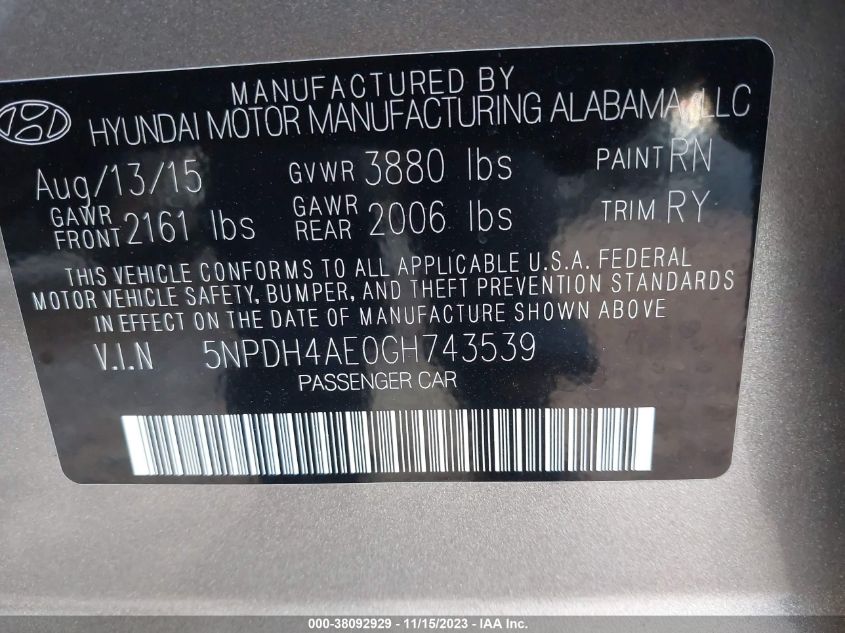 MANUFACTURED BY
HYUNDAI MOTOR MANUFACTURING ALABAMA, LLC
Aug/13/15 GVWR 3880 lbs PAINT RN
GAWR FRONT 2161 lbs GAWR REAR 2006 lbs TRIM RY
THIS VEHICLE CONFORMS TO ALL APPLICABLE U.S.A. FEDERAL
MOTOR VEHICLE SAFETY, BUMPER, AND THEFT PREVENTION STANDARDS
IN EFFECT ON THE DATE OF MANUFACTURE SHOWN ABOVE
V.I.N 5NPDH4AE0GH743539
PASSENGER CAR
000-38092929 - 11/15/2023 - IAA Inc.